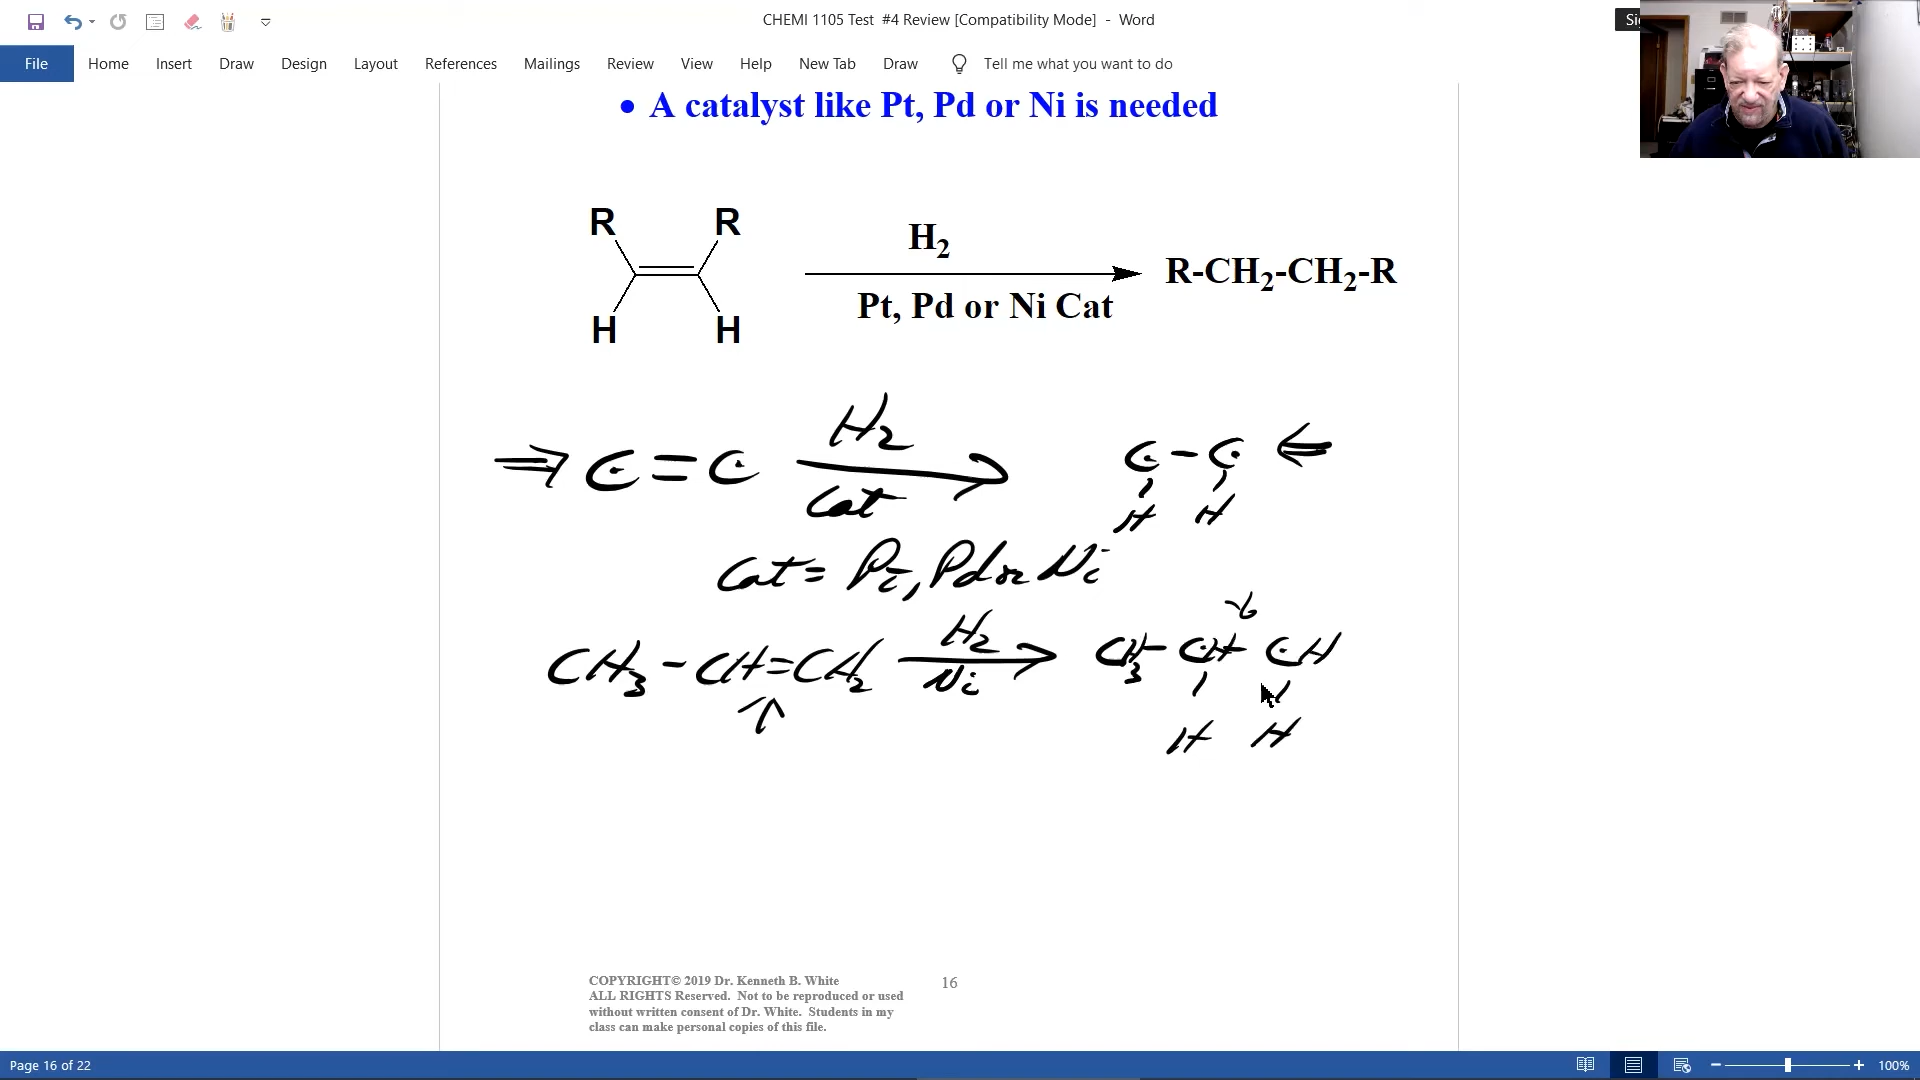 CHEMI 1105 Test #4 Review [Compatibility Mode] - Word
File Home Insert Draw Design Layout References Mailings Review View Help New Tab Draw Tell me what you want to do
• A catalyst like Pt, Pd or Ni is needed
R R
H₂
R-CH₂-CH₂-R
Pt, Pd or Ni Cat
H H
H₂
⇒ C=C → C-C ⇐
Cat
H H
Cat = Pt, Pd or Ni
H₂
CH₃-CH=CH₂ → CH₃-CH-CH
Ni
H H
COPYRIGHT© 2019 Dr. Kenneth B. White
16
ALL RIGHTS Reserved. Not to be reproduced or used
without written consent of Dr. White. Students in my
class can make personal copies of this file.
Page 16 of 22
100%